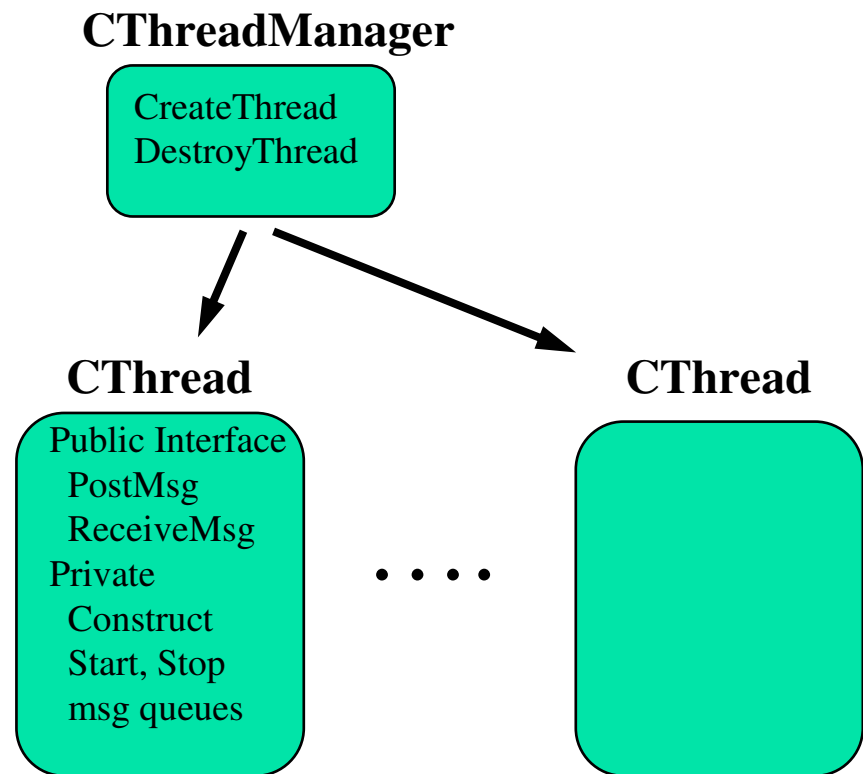 CThreadManager
CreateThread
DestroyThread
CThread
Public Interface
PostMsg
ReceiveMsg
Private
Construct
Start, Stop
msg queues
CThread